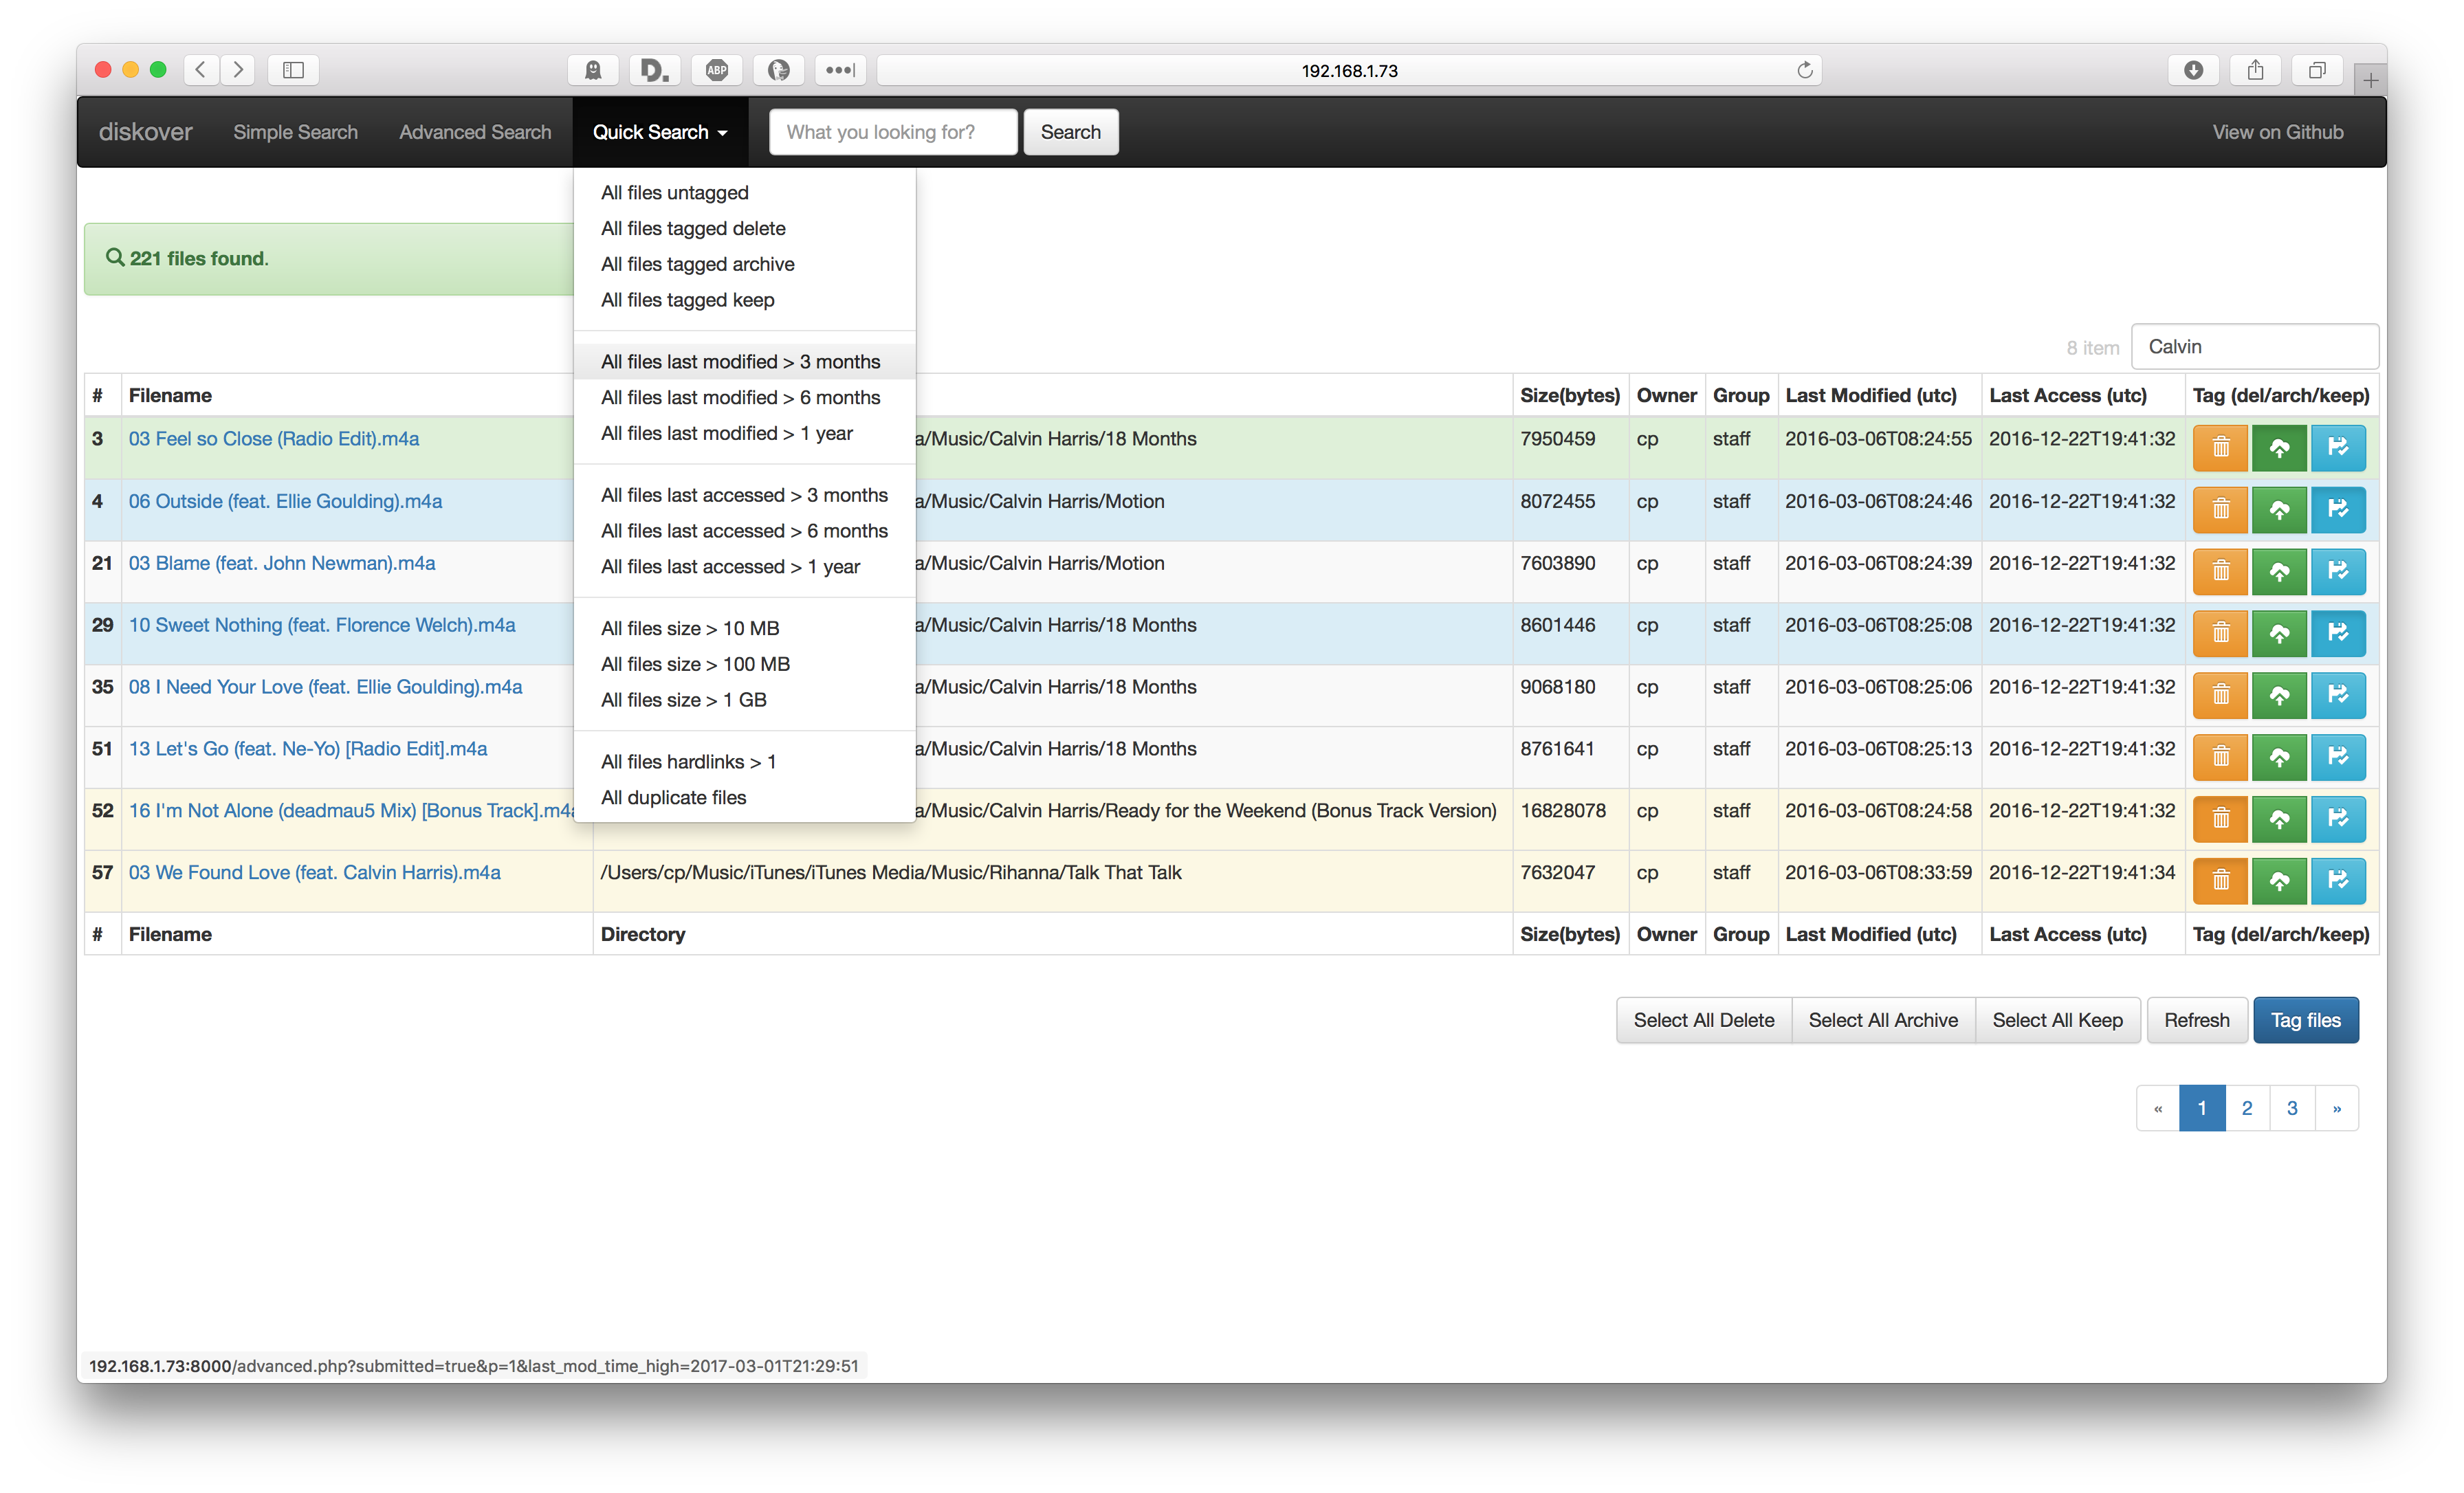 192.168.1.73
diskover Simple Search Advanced Search Quick Search What you looking for? Search View on Github
All files untagged
All files tagged delete
All files tagged archive
All files tagged keep
All files last modified > 3 months
All files last modified > 6 months
All files last modified > 1 year
All files last accessed > 3 months
All files last accessed > 6 months
All files last accessed > 1 year
All files size > 10 MB
All files size > 100 MB
All files size > 1 GB
All files hardlinks > 1
All duplicate files
221 files found.
8 item Calvin
# Filename Size(bytes) Owner Group Last Modified (utc) Last Access (utc) Tag (del/arch/keep)
3 03 Feel so Close (Radio Edit).m4a a/Music/Calvin Harris/18 Months 7950459 cp staff 2016-03-06T08:24:55 2016-12-22T19:41:32
4 06 Outside (feat. Ellie Goulding).m4a a/Music/Calvin Harris/Motion 8072455 cp staff 2016-03-06T08:24:46 2016-12-22T19:41:32
21 03 Blame (feat. John Newman).m4a a/Music/Calvin Harris/Motion 7603890 cp staff 2016-03-06T08:24:39 2016-12-22T19:41:32
29 10 Sweet Nothing (feat. Florence Welch).m4a a/Music/Calvin Harris/18 Months 8601446 cp staff 2016-03-06T08:25:08 2016-12-22T19:41:32
35 08 I Need Your Love (feat. Ellie Goulding).m4a a/Music/Calvin Harris/18 Months 9068180 cp staff 2016-03-06T08:25:06 2016-12-22T19:41:32
51 13 Let's Go (feat. Ne-Yo) [Radio Edit].m4a a/Music/Calvin Harris/18 Months 8761641 cp staff 2016-03-06T08:25:13 2016-12-22T19:41:32
52 16 I'm Not Alone (deadmau5 Mix) [Bonus Track].m4a a/Music/Calvin Harris/Ready for the Weekend (Bonus Track Version) 16828078 cp staff 2016-03-06T08:24:58 2016-12-22T19:41:32
57 03 We Found Love (feat. Calvin Harris).m4a /Users/cp/Music/iTunes/iTunes Media/Music/Rihanna/Talk That Talk 7632047 cp staff 2016-03-06T08:33:59 2016-12-22T19:41:34
# Filename Directory Size(bytes) Owner Group Last Modified (utc) Last Access (utc) Tag (del/arch/keep)
Select All Delete Select All Archive Select All Keep Refresh Tag files
« 1 2 3 »
192.168.1.73:8000/advanced.php?submitted=true&p=1&last_mod_time_high=2017-03-01T21:29:51
D.
ABP